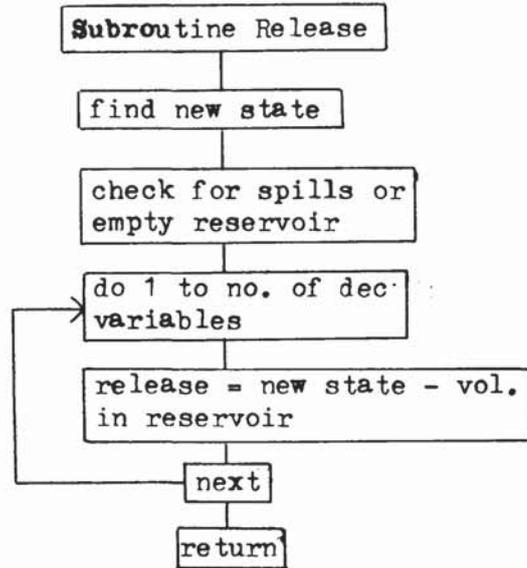 Subroutine Release
find new state
check for spills or
empty reservoir
do 1 to no. of dec.
variables
release = new state - vol.
in reservoir
next
return